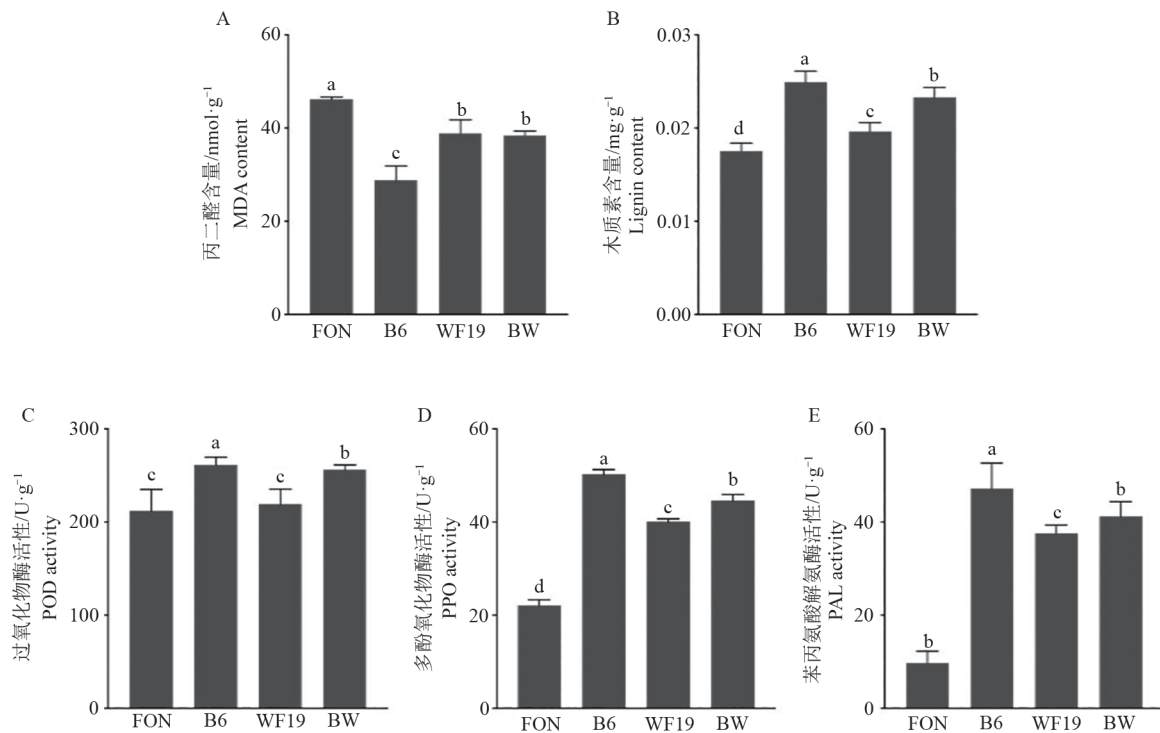 A
丙二醛含量/nmol·g⁻¹
MDA content
60
40
20
0
a
c
b
b
FON
B6
WF19
BW
B
木质素含量/mg·g⁻¹
Lignin content
0.03
0.02
0.01
0.00
d
a
c
b
FON
B6
WF19
BW
C
过氧化物酶活性/U·g⁻¹
POD activity
300
200
100
0
c
a
c
b
FON
B6
WF19
BW
D
多酚氧化物酶活性/U·g⁻¹
PPO activity
60
40
20
0
d
a
c
b
FON
B6
WF19
BW
E
苯丙氨酸解氨酶活性/U·g⁻¹
PAL activity
60
40
20
0
b
a
c
b
FON
B6
WF19
BW